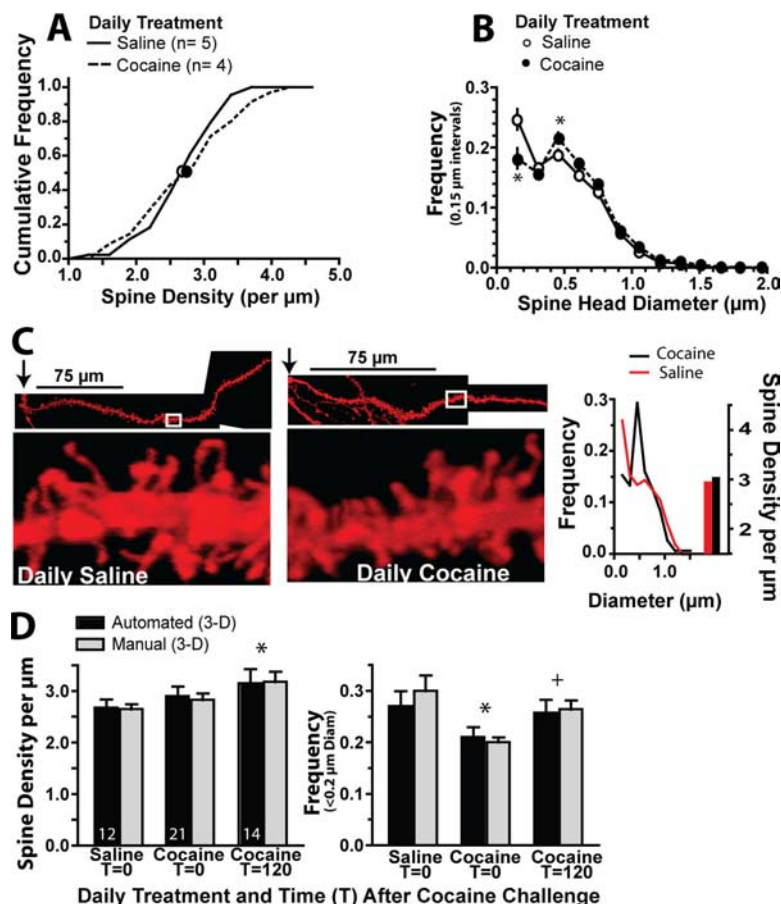 A
Daily Treatment
Saline (n= 5)
Cocaine (n= 4)
Cumulative Frequency
1.0
0.8
0.6
0.4
0.2
0.0
1.0 2.0 3.0 4.0 5.0
Spine Density (per µm)
B
Daily Treatment
Saline
Cocaine
Frequency
(0.15 µm intervals)
0.3
0.2
0.1
0.0
*
*
0.0 0.5 1.0 1.5 2.0
Spine Head Diameter (µm)
C
75 µm
75 µm
Daily Saline
Daily Cocaine
Cocaine
Saline
Frequency
0.3
0.2
0.1
0.0
0.0 1.0
Diameter (µm)
4
3
2
Spine Density per µm
D
Automated (3-D)
Manual (3-D)
Spine Density per µm
3.0
2.0
1.0
0.0
*
12 21 14
Saline Cocaine Cocaine
T=0 T=0 T=120
Frequency
(<0.2 µm Diam)
0.3
0.2
0.3
0.0
* +
Saline Cocaine Cocaine
T=0 T=0 T=120
Daily Treatment and Time (T) After Cocaine Challenge